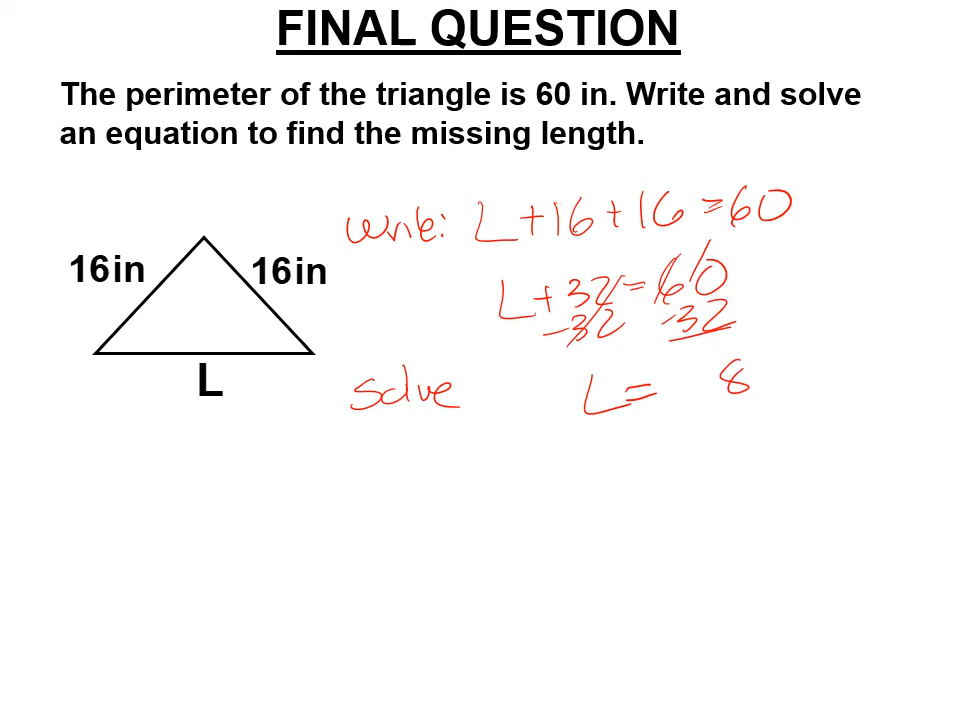 FINAL QUESTION
The perimeter of the triangle is 60 in. Write and solve
an equation to find the missing length.
Write: L + 16 + 16 = 60
16in
16in
L + 32 = 60
-32 -32
L
Solve L = 8